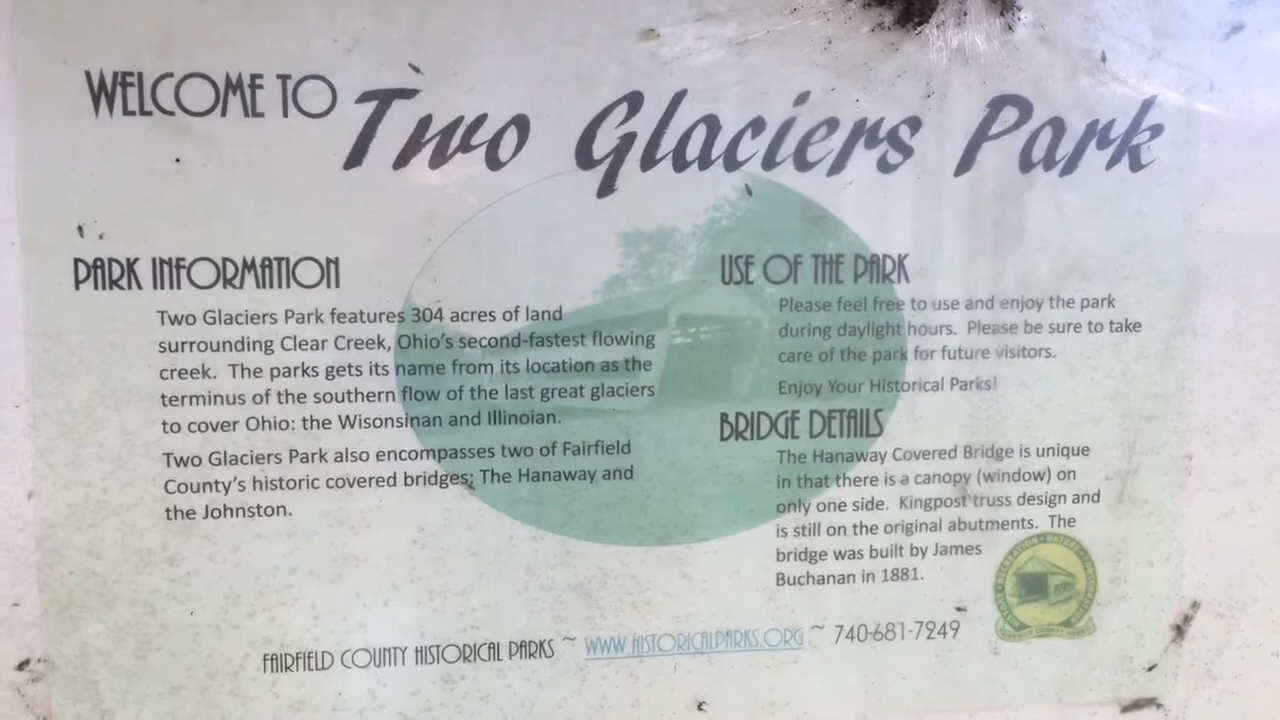 WELCOME TO Two Glaciers Park
PARK INFORMATION
Two Glaciers Park features 304 acres of land
surrounding Clear Creek, Ohio's second-fastest flowing
creek. The parks gets its name from its location as the
terminus of the southern flow of the last great glaciers
to cover Ohio: the Wisonsinan and Illinoian.
Two Glaciers Park also encompasses two of Fairfield
County's historic covered bridges; The Hanaway and
the Johnston.
USE OF THE PARK
Please feel free to use and enjoy the park
during daylight hours. Please be sure to take
care of the park for future visitors.
Enjoy Your Historical Parks!
BRIDGE DETAILS
The Hanaway Covered Bridge is unique
in that there is a canopy (window) on
only one side. Kingpost truss design and
is still on the original abutments. The
bridge was built by James
Buchanan in 1881.
FAIRFIELD COUNTY HISTORICAL PARKS ~ WWW.HISTORICALPARKS.ORG ~ 740-681-7249